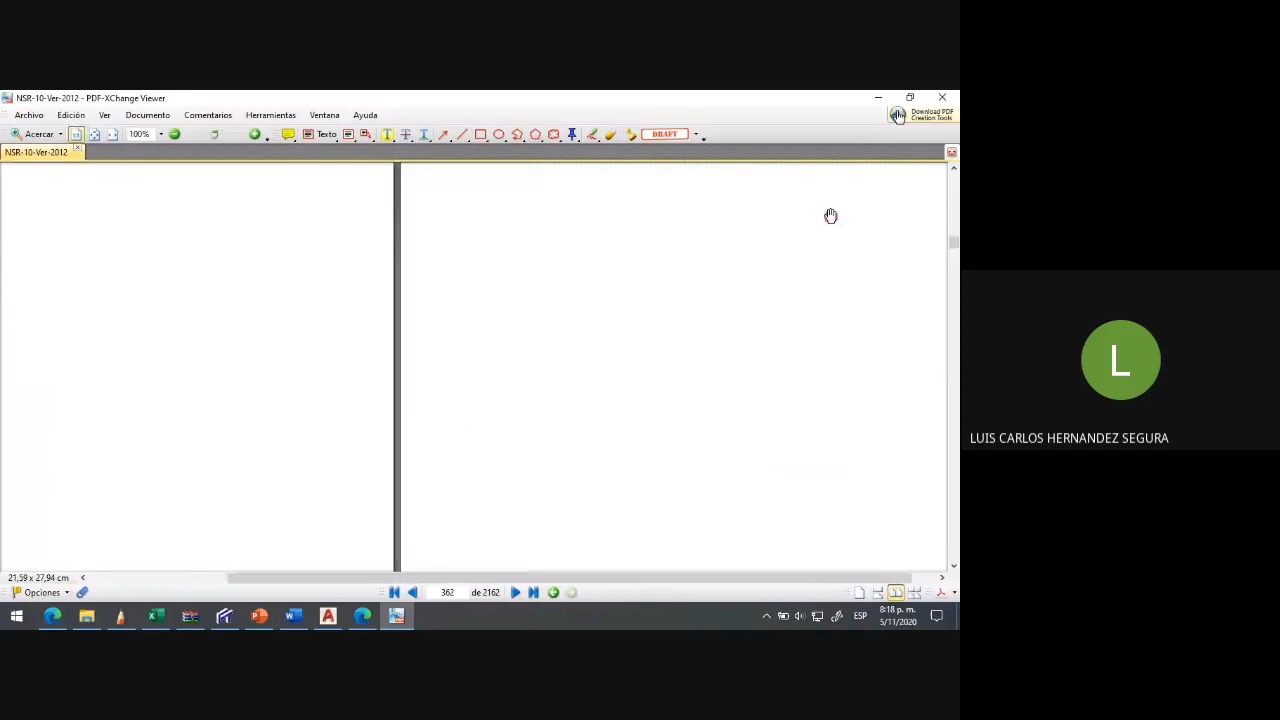 NSR-10-Ver-2012 - PDF-XChange Viewer
Archivo Edición Ver Documento Comentarios Herramientas Ventana Ayuda
Download PDF
Creation Tools
Acercar 100% Texto DRAFT
NSR-10-Ver-2012
L
LUIS CARLOS HERNANDEZ SEGURA
21,59 x 27,94 cm
Opciones 362 de 2162
ESP
8:18 p. m.
5/11/2020